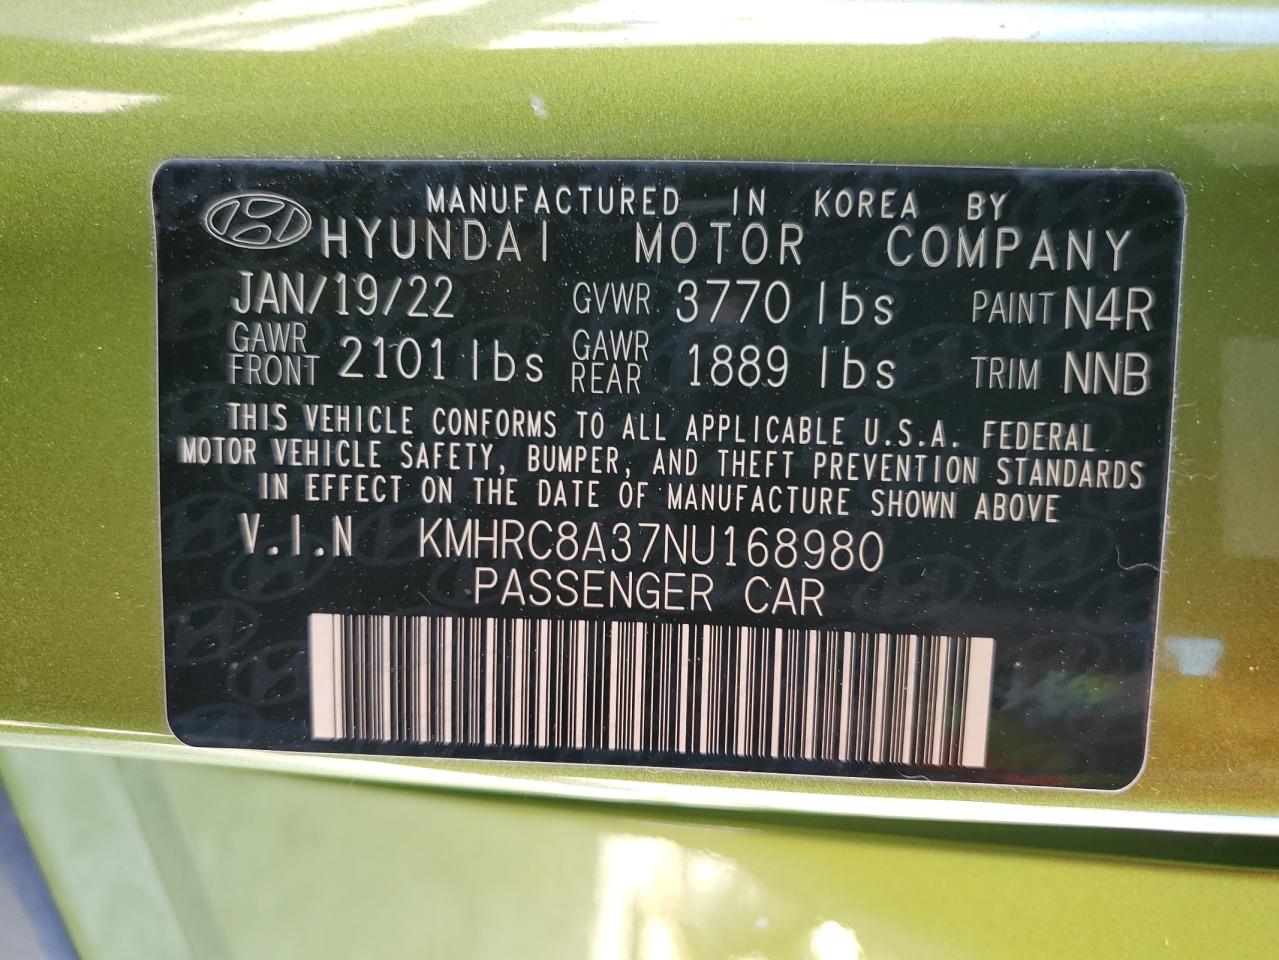 MANUFACTURED IN KOREA BY
HYUNDAI MOTOR COMPANY
JAN/19/22 GVWR 3770 lbs PAINT N4R
GAWR FRONT 2101 lbs GAWR REAR 1889 lbs TRIM NNB
THIS VEHICLE CONFORMS TO ALL APPLICABLE U.S.A. FEDERAL
MOTOR VEHICLE SAFETY, BUMPER, AND THEFT PREVENTION STANDARDS
IN EFFECT ON THE DATE OF MANUFACTURE SHOWN ABOVE
V.I.N KMHRC8A37NU168980
PASSENGER CAR